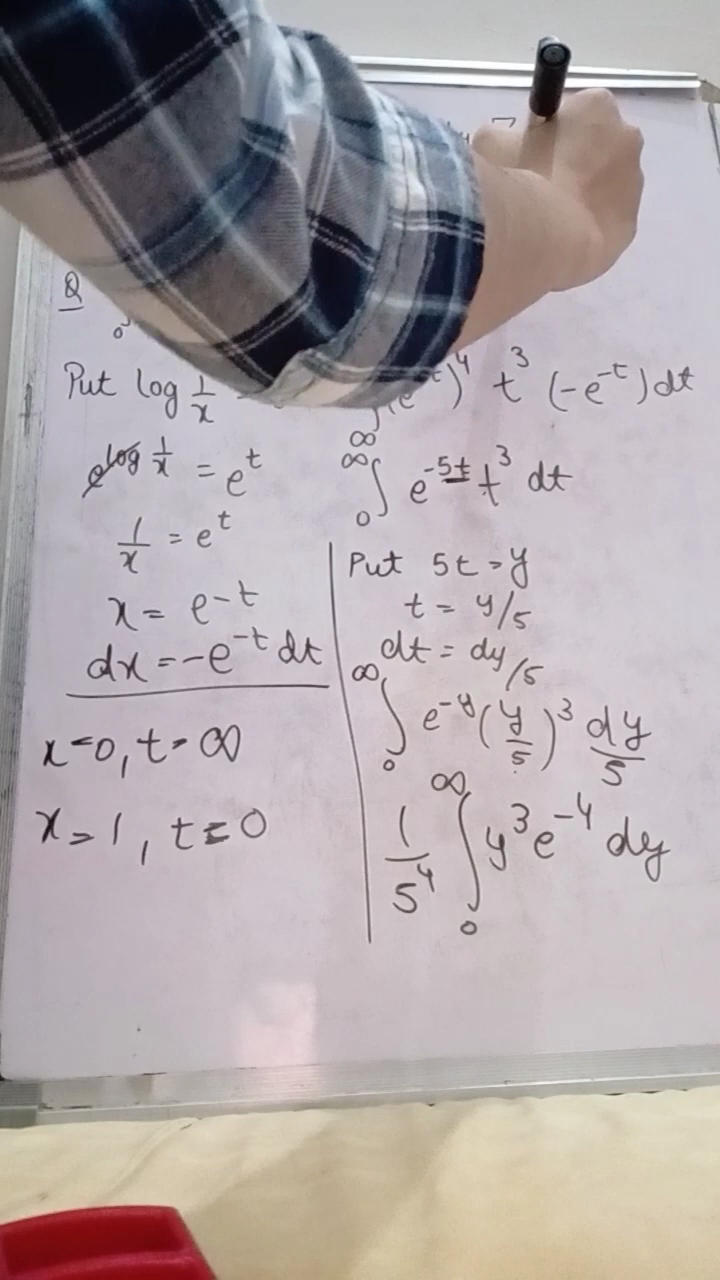 Q
0∫
Put log 1/x
e^log 1/x = e^t
1/x = e^t
x = e^-t
dx = -e^-t dt
x=0, t=∞
x=1, t=0
∫∞ (e^-t)^4 t^3 (-e^-t) dt
∫0^∞ e^-5t t^3 dt
Put 5t = y
t = y/5
dt = dy/5
∫0^∞ e^-y (y/5)^3 dy/5
1/5^4 ∫0^∞ y^3 e^-y dy